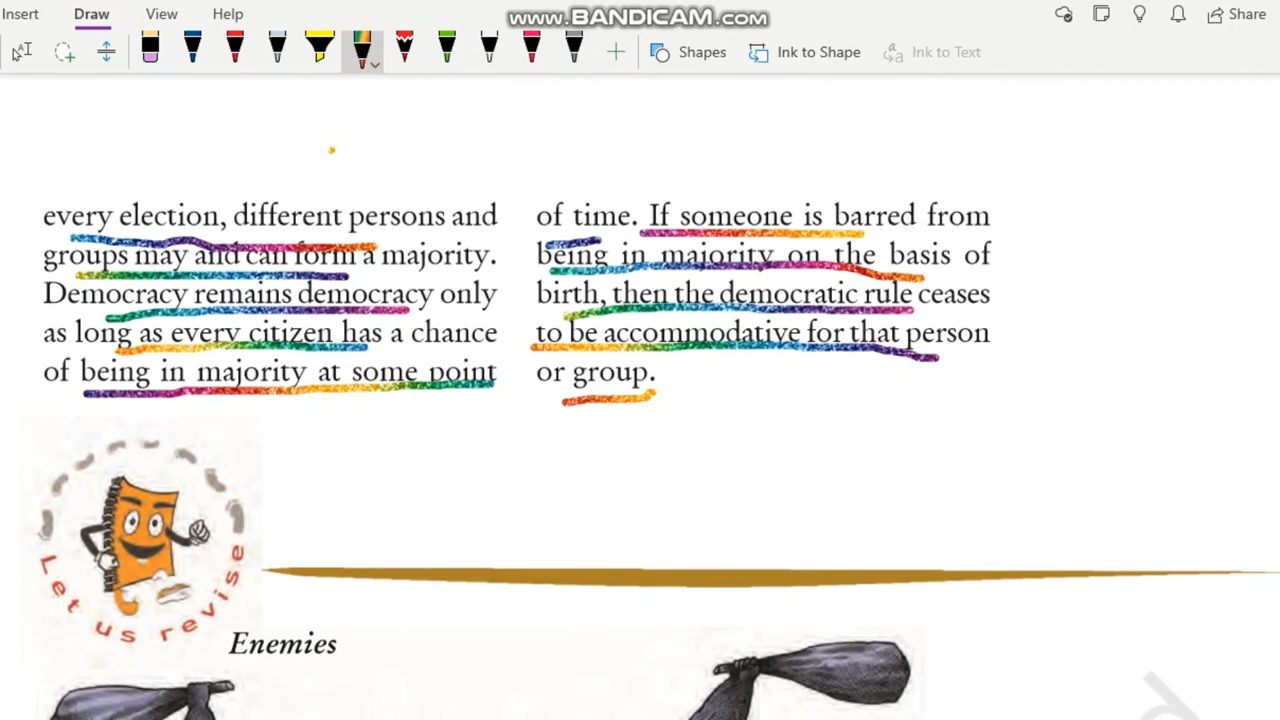 Insert Draw View Help
www.BANDICAM.com
Share
Shapes Ink to Shape Ink to Text
every election, different persons and
groups may and can form a majority.
Democracy remains democracy only
as long as every citizen has a chance
of being in majority at some point
of time. If someone is barred from
being in majority on the basis of
birth, then the democratic rule ceases
to be accommodative for that person
or group.
Let us revise
Enemies